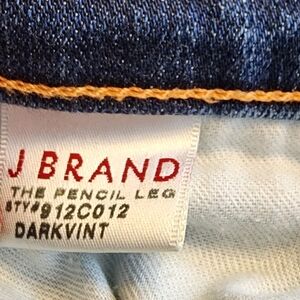 J BRAND
THE PENCIL LEG
STY#912C012
DARKVINT